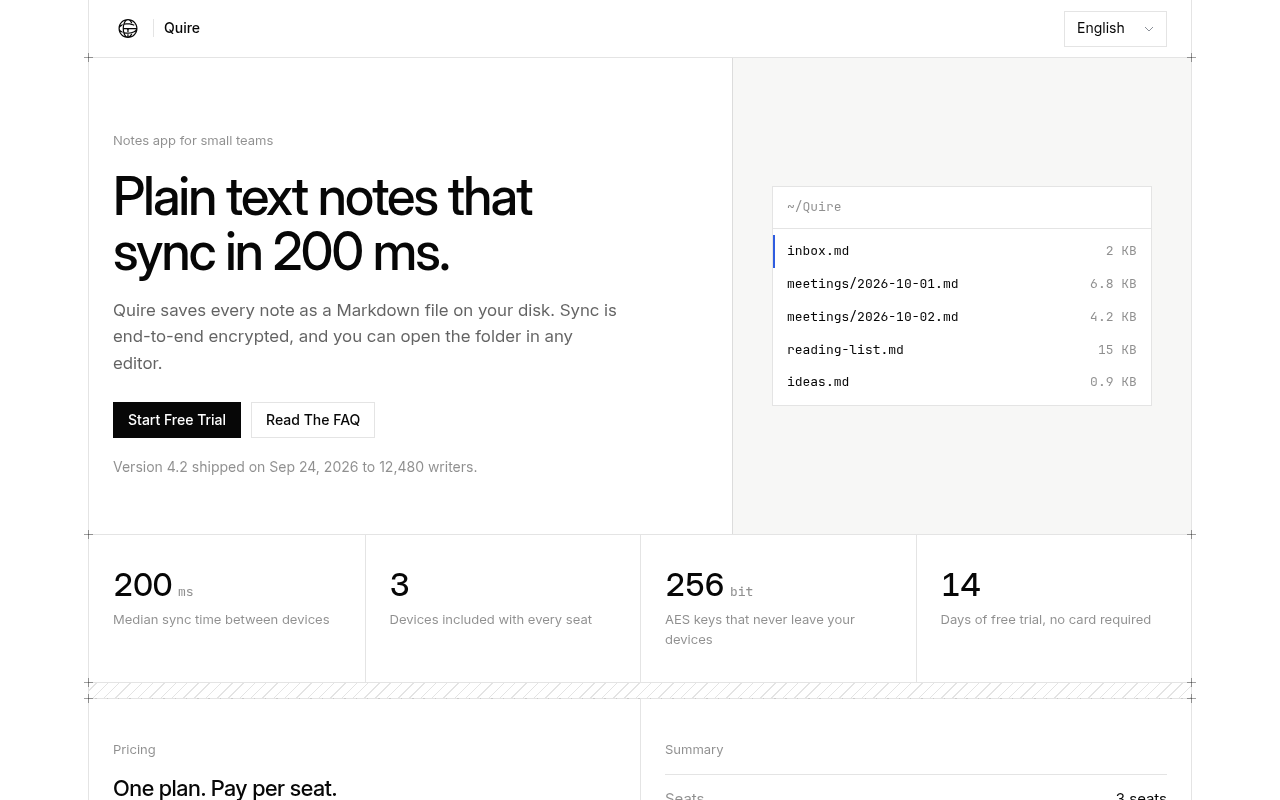 Quire
English
Notes app for small teams
Plain text notes that
sync in 200 ms.
Quire saves every note as a Markdown file on your disk. Sync is
end-to-end encrypted, and you can open the folder in any
editor.
Start Free Trial
Read The FAQ
Version 4.2 shipped on Sep 24, 2026 to 12,480 writers.
~/Quire
inbox.md 2 KB
meetings/2026-10-01.md 6.8 KB
meetings/2026-10-02.md 4.2 KB
reading-list.md 15 KB
ideas.md 0.9 KB
200 ms
Median sync time between devices
3
Devices included with every seat
256 bit
AES keys that never leave your
devices
14
Days of free trial, no card required
Pricing
One plan. Pay per seat.
Summary
Seats 3 seats